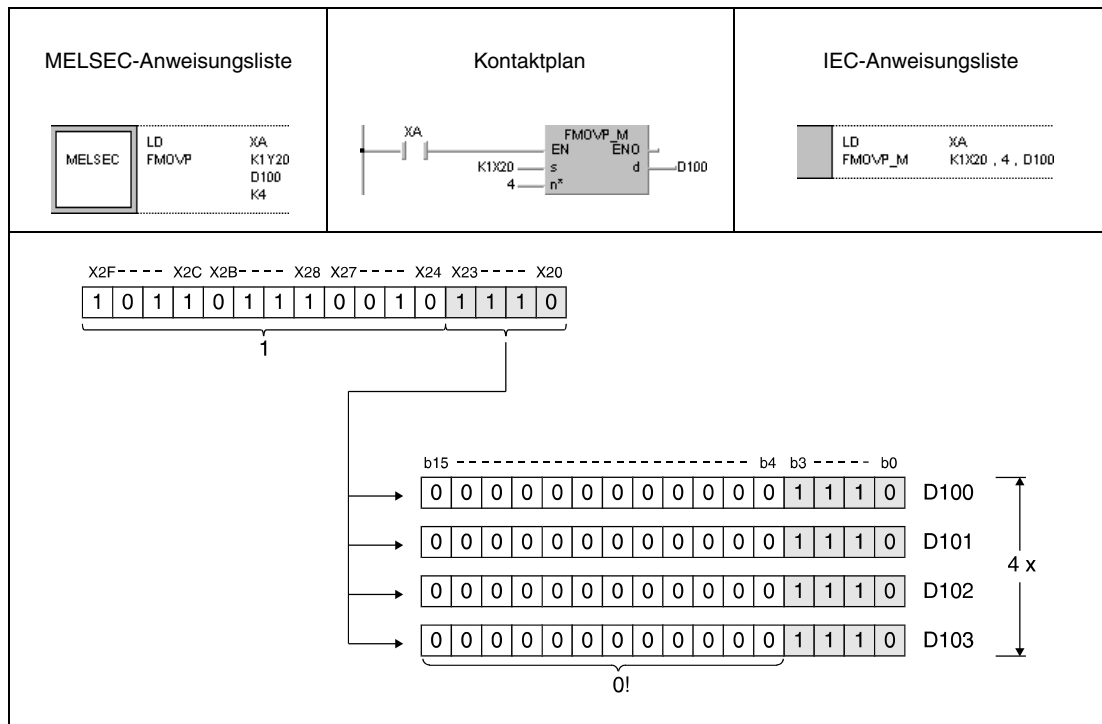 MELSEC-Anweisungsliste
MELSEC
LD XA
FMOVP K1Y20
D100
K4
Kontaktplan
XA
FMOVP_M
EN ENO
K1X20 s d D100
4 n*
IEC-Anweisungsliste
LD XA
FMOVP_M K1X20 , 4 , D100
X2F X2C X2B X28 X27 X24 X23 X20
1 0 1 1 0 1 1 1 0 0 1 0 1 1 1 0
1
b15 b4 b3 b0
0 0 0 0 0 0 0 0 0 0 0 0 1 1 1 0 D100
0 0 0 0 0 0 0 0 0 0 0 0 1 1 1 0 D101
4 x
0 0 0 0 0 0 0 0 0 0 0 0 1 1 1 0 D102
0 0 0 0 0 0 0 0 0 0 0 0 1 1 1 0 D103
0!